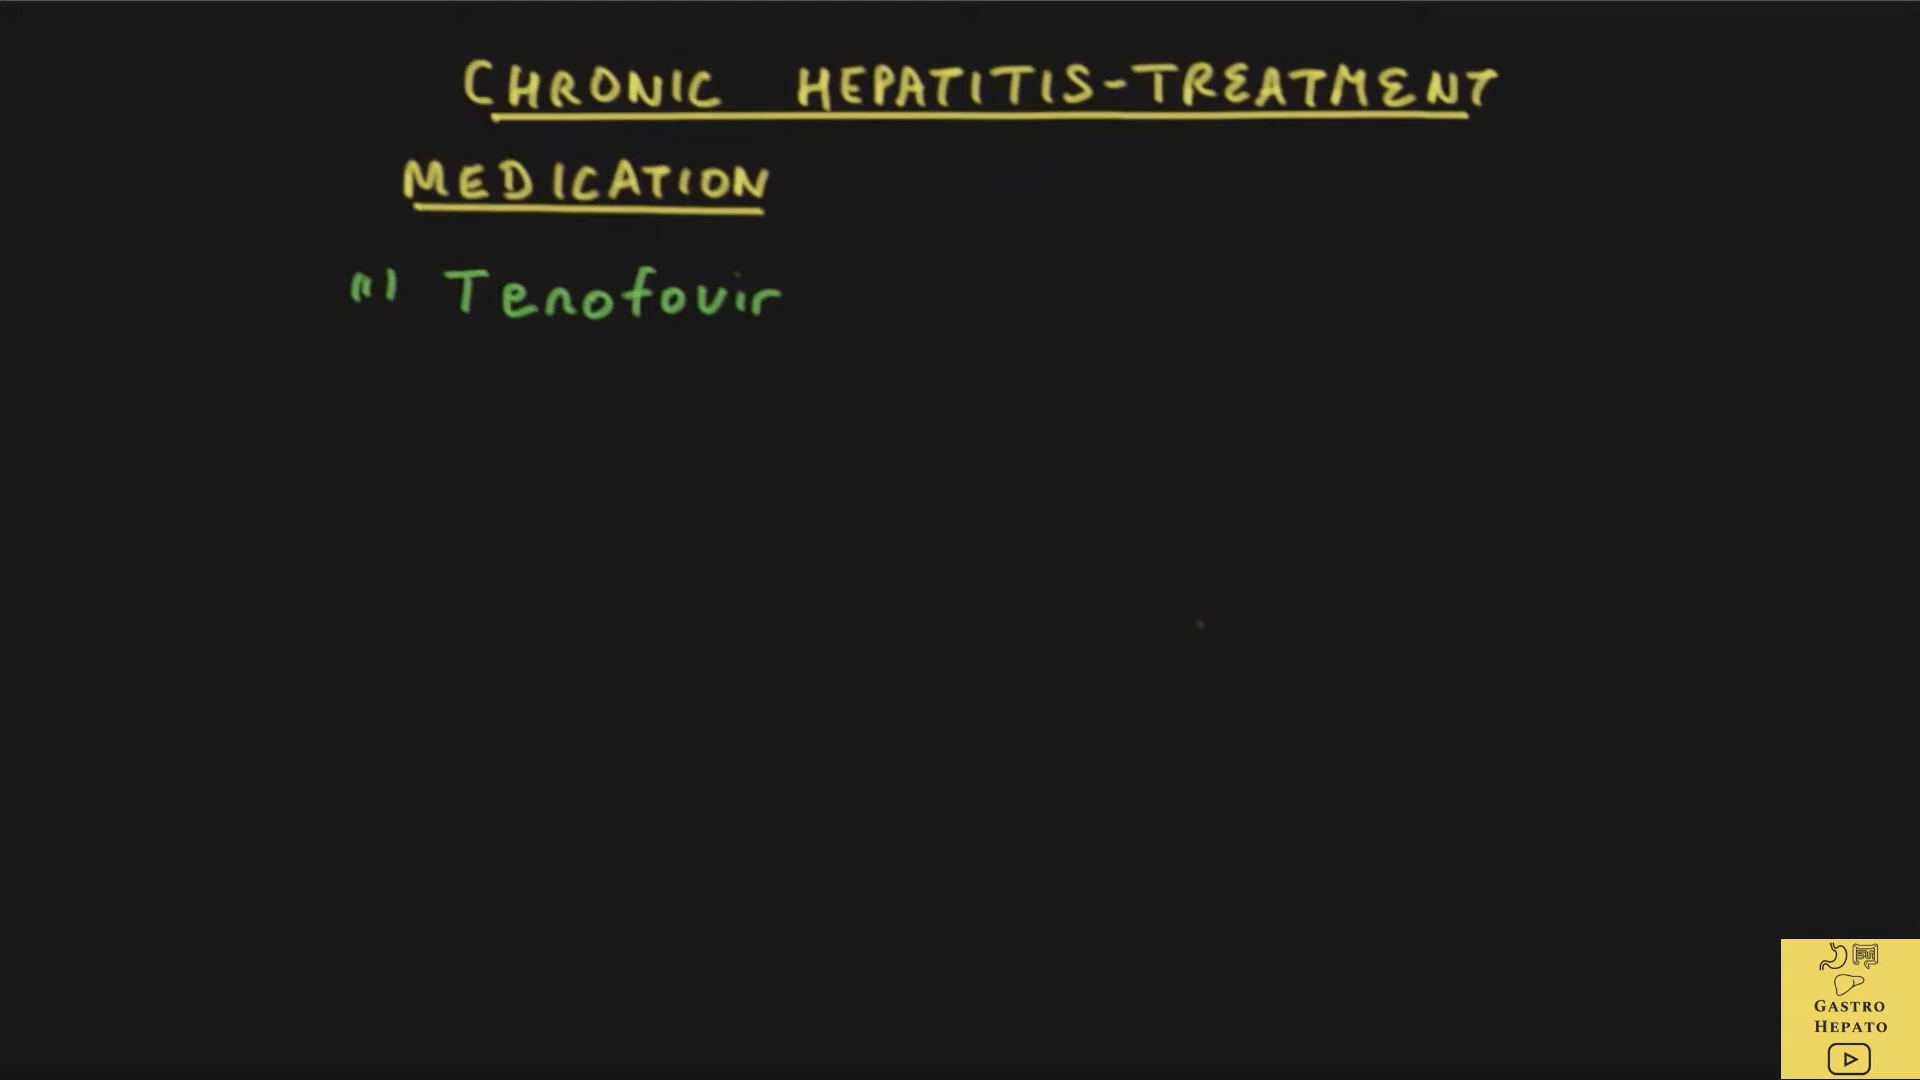 CHRONIC HEPATITIS-TREATMENT
MEDICATION
(1) Tenofovir
GASTRO
HEPATO